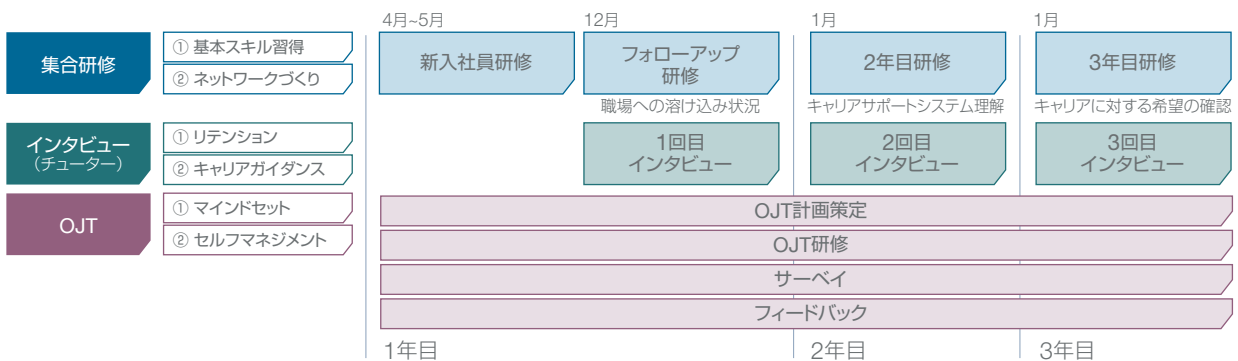 4月~5月
12月
1月
1月
集合研修
① 基本スキル習得
② ネットワークづくり
新入社員研修
フォローアップ
研修
2年目研修
3年目研修
職場への溶け込み状況
キャリアサポートシステム理解
キャリアに対する希望の確認
インタビュー
（チューター）
① リテンション
② キャリアガイダンス
1回目
インタビュー
2回目
インタビュー
3回目
インタビュー
OJT
① マインドセット
② セルフマネジメント
OJT計画策定
OJT研修
サーベイ
フィードバック
1年目
2年目
3年目